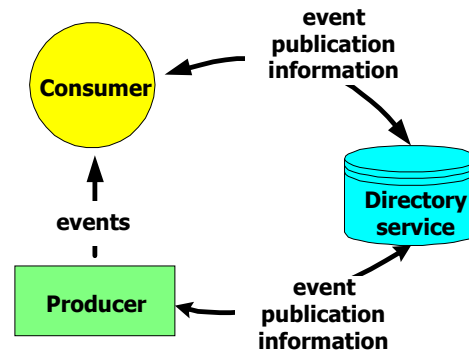 event
publication
information
Consumer
Directory
service
events
Producer
event
publication
information